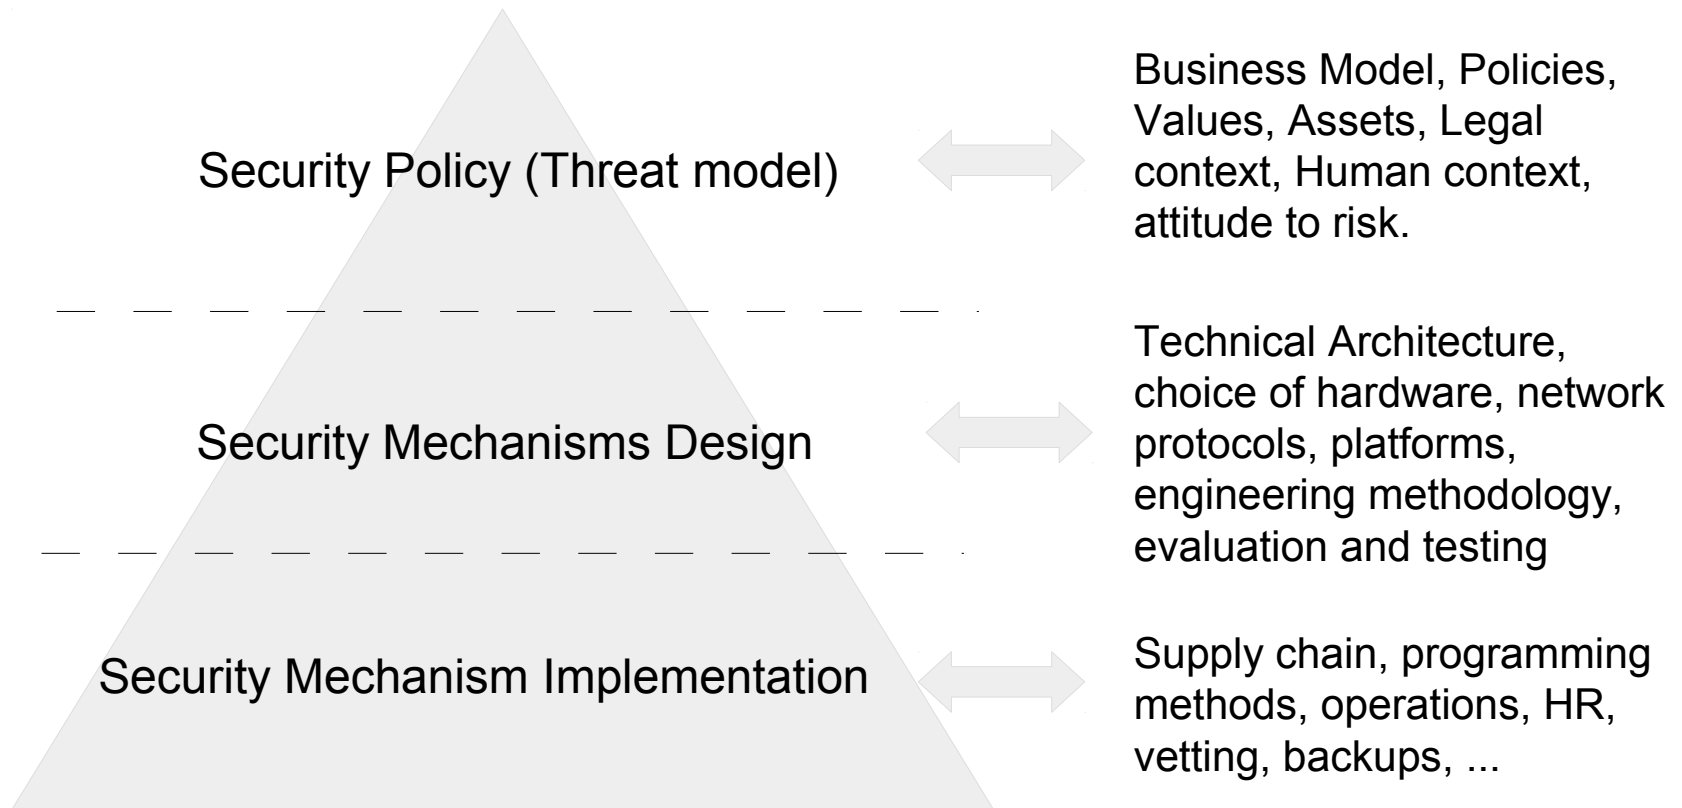 Security Policy (Threat model)
Business Model, Policies,
Values, Assets, Legal
context, Human context,
attitude to risk.
Security Mechanisms Design
Technical Architecture,
choice of hardware, network
protocols, platforms,
engineering methodology,
evaluation and testing
Security Mechanism Implementation
Supply chain, programming
methods, operations, HR,
vetting, backups, ...